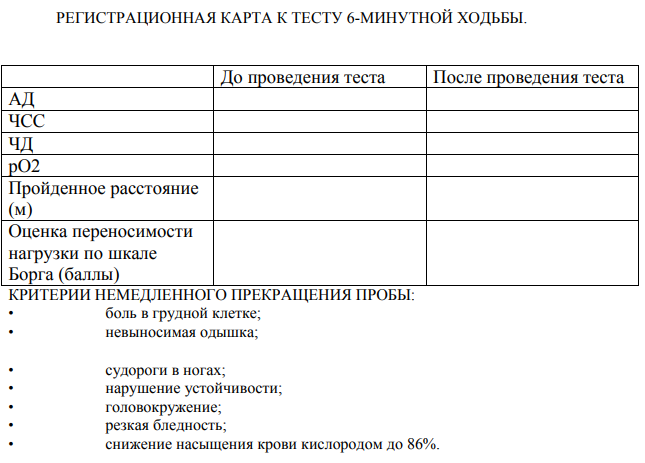 РЕГИСТРАЦИОННАЯ КАРТА К ТЕСТУ 6-МИНУТНОЙ ХОДЬБЫ.
До проведения теста После проведения теста
АД
ЧСС
ЧД
рО2
Пройденное расстояние
(м)
Оценка переносимости
нагрузки по шкале
Борга (баллы)
КРИТЕРИИ НЕМЕДЛЕННОГО ПРЕКРАЩЕНИЯ ПРОБЫ:
• боль в грудной клетке;
• невыносимая одышка;
• судороги в ногах;
• нарушение устойчивости;
• головокружение;
• резкая бледность;
• снижение насыщения крови кислородом до 86%.